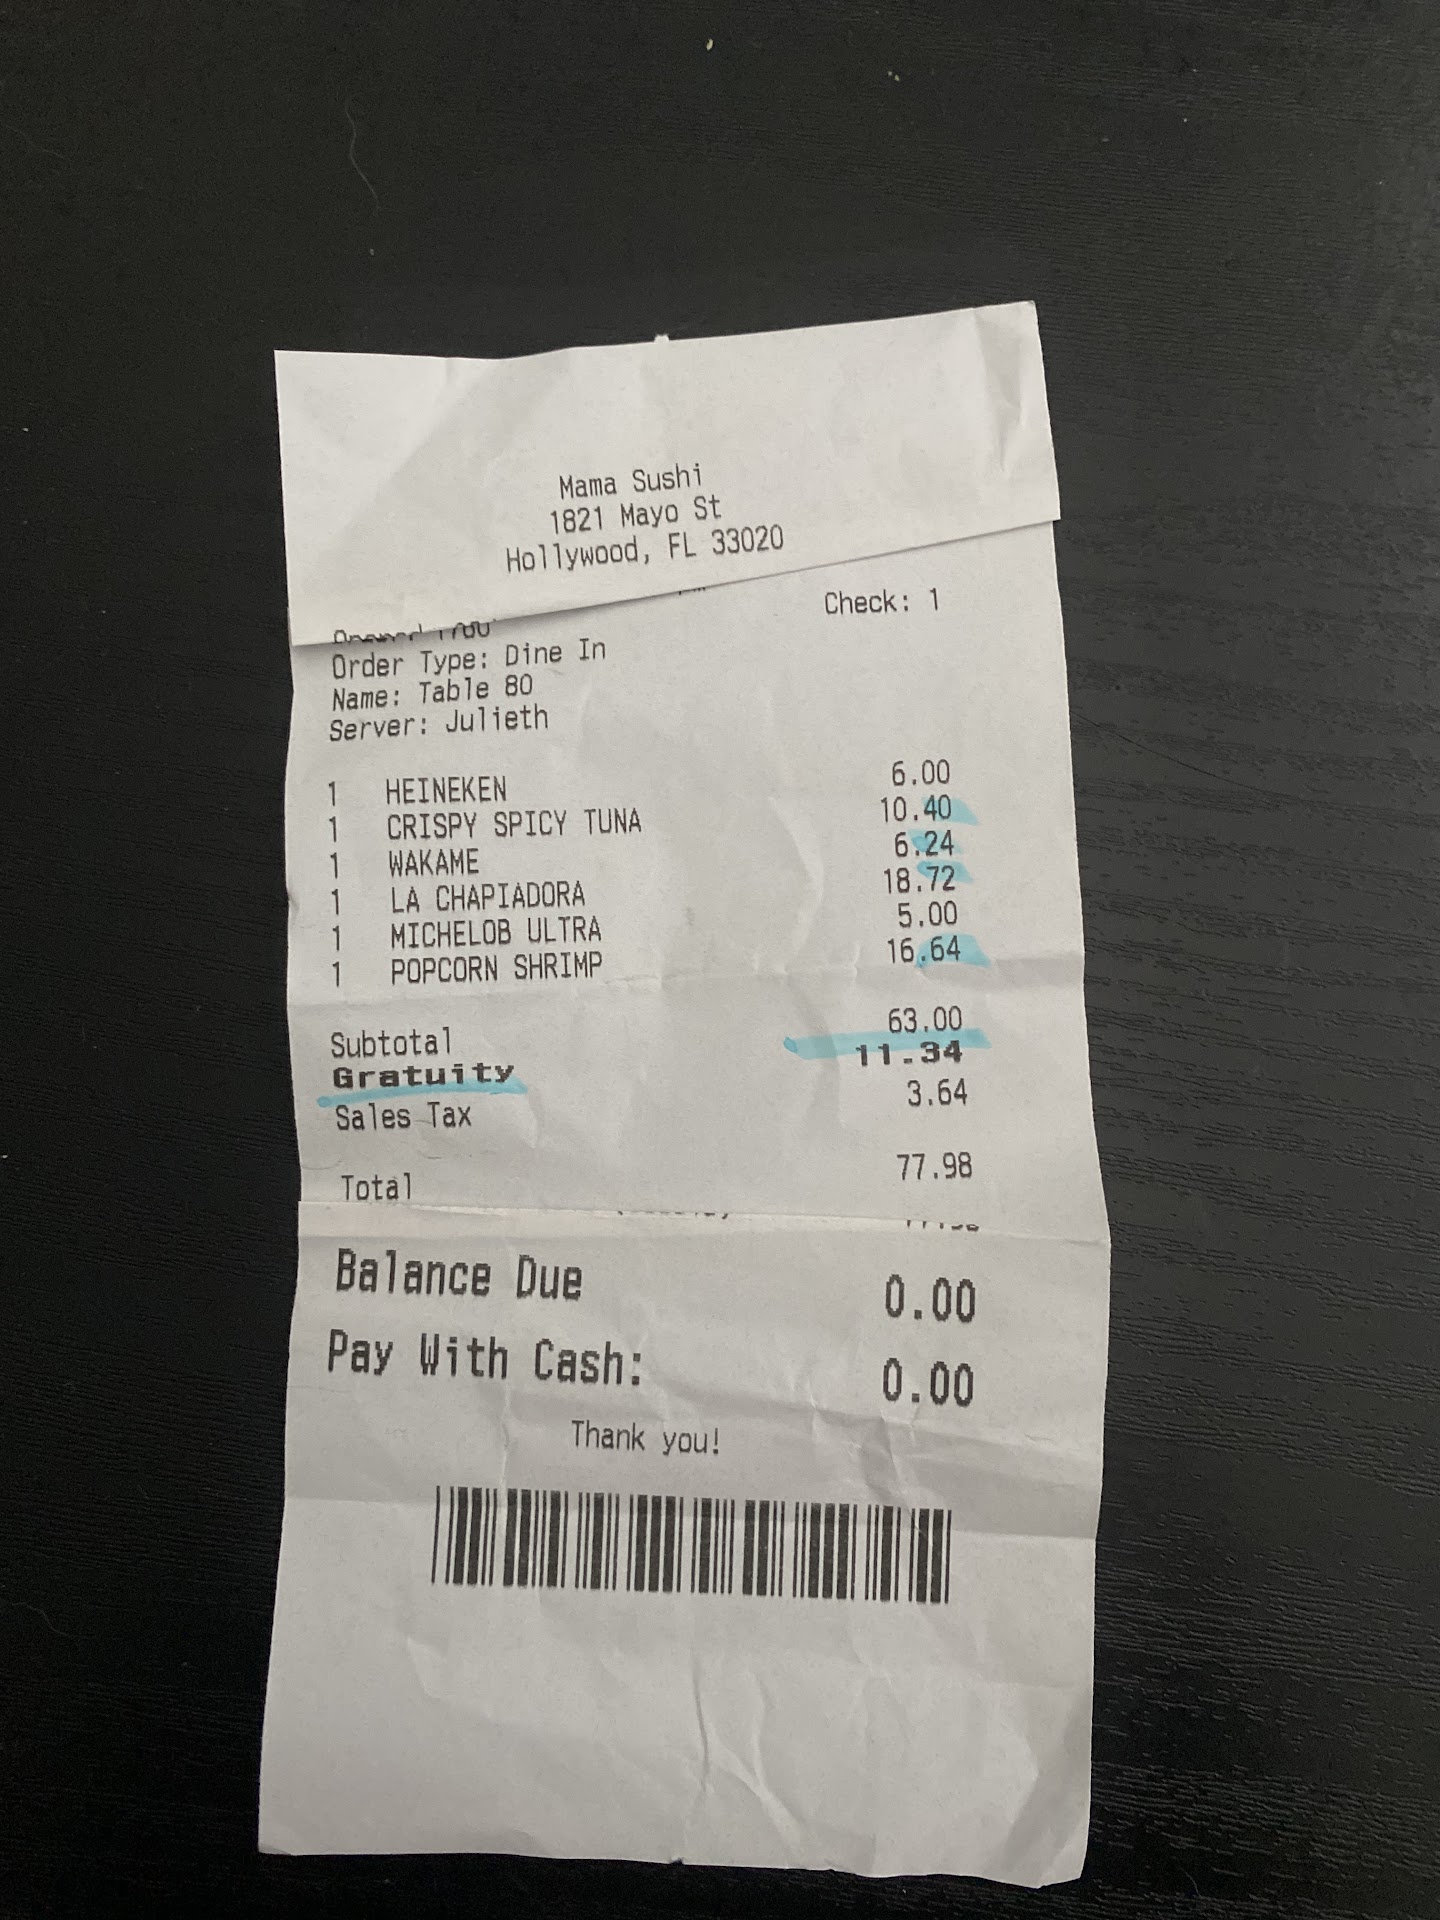 Mama Sushi
1821 Mayo St
Hollywood, FL 33020
Check: 1
Order Type: Dine In
Name: Table 80
Server: Julieth
1 HEINEKEN 6.00
1 CRISPY SPICY TUNA 10.40
1 WAKAME 6.24
1 LA CHAPIADORA 18.72
1 MICHELOB ULTRA 5.00
1 POPCORN SHRIMP 16.64
Subtotal 63.00
Gratuity 11.34
Sales Tax 3.64
Total 77.98
Balance Due 0.00
Pay With Cash: 0.00
Thank you!